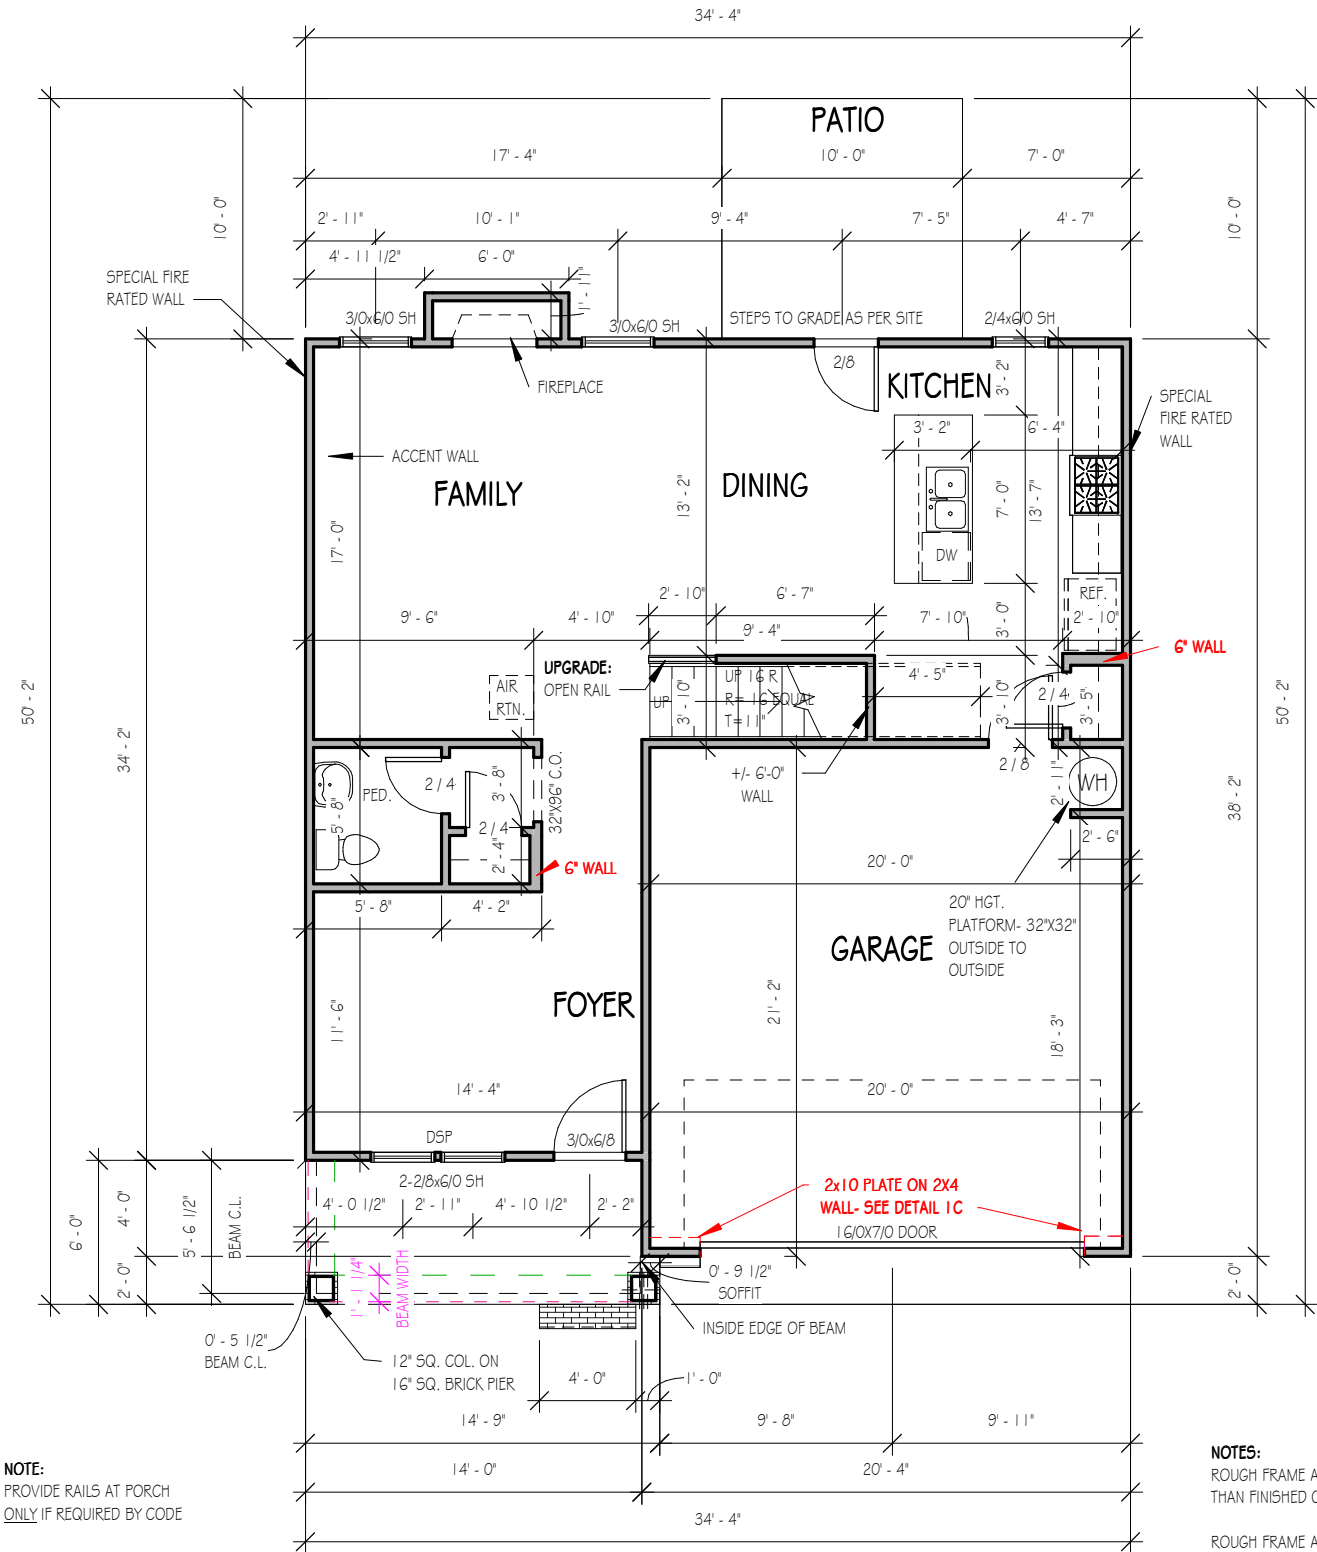 34' - 4"
PATIO
17' - 4"
10' - 0"
7' - 0"
10' - 0"
10' - 0"
2' - 11"
10' - 1"
9' - 4"
7' - 5"
4' - 7"
4' - 11 1/2"
6' - 0"
1' - 11"
SPECIAL FIRE
RATED WALL
3/0x6/0 SH
3/0x6/0 SH
STEPS TO GRADE AS PER SITE
2/4x6/0 SH
2/8
FIREPLACE
KITCHEN
3' - 2"
SPECIAL
FIRE RATED
WALL
3' - 2"
6' - 4"
ACCENT WALL
FAMILY
DINING
13' - 2"
7' - 0"
13' - 7"
17' - 0"
DW
REF.
2' - 10"
6' - 7"
9' - 6"
4' - 10"
9' - 4"
7' - 10"
3' - 0"
2' - 10"
6" WALL
UPGRADE:
OPEN RAIL
AIR
RTN.
UP
3' - 10"
UP 16 R
R= 16 EQUAL
T= 11"
4' - 5"
3' - 10"
2 / 4
3' - 5"
50' - 2"
50' - 2"
34' - 2"
38' - 2"
+/- 6'-0"
WALL
2 / 8
2' - 11"
WH
PED.
2 / 4
3' - 8"
32"X96" C.O.
5' - 8"
2 / 4
2' - 4"
6" WALL
2' - 6"
20' - 0"
5' - 8"
4' - 2"
20" HGT.
PLATFORM- 32"X32"
OUTSIDE TO
OUTSIDE
GARAGE
FOYER
11' - 6"
21' - 2"
18' - 3"
14' - 4"
20' - 0"
DSP
3/0x6/8
2-2/8x6/0 SH
4' - 0 1/2"
2' - 11"
4' - 10 1/2"
2' - 2"
2x10 PLATE ON 2X4
WALL- SEE DETAIL 1C
16/0X7/0 DOOR
6' - 0"
4' - 0"
2' - 0"
5' - 6 1/2"
BEAM C.L.
1' - 1 1/4"
BEAM WIDTH
0' - 9 1/2"
SOFFIT
2' - 0"
INSIDE EDGE OF BEAM
0' - 5 1/2"
BEAM C.L.
12" SQ. COL. ON
16" SQ. BRICK PIER
4' - 0"
1' - 0"
14' - 9"
9' - 8"
9' - 11"
14' - 0"
20' - 4"
34' - 4"
NOTE:
PROVIDE RAILS AT PORCH
ONLY IF REQUIRED BY CODE
NOTES:
ROUGH FRAME A
THAN FINISHED
ROUGH FRAME A